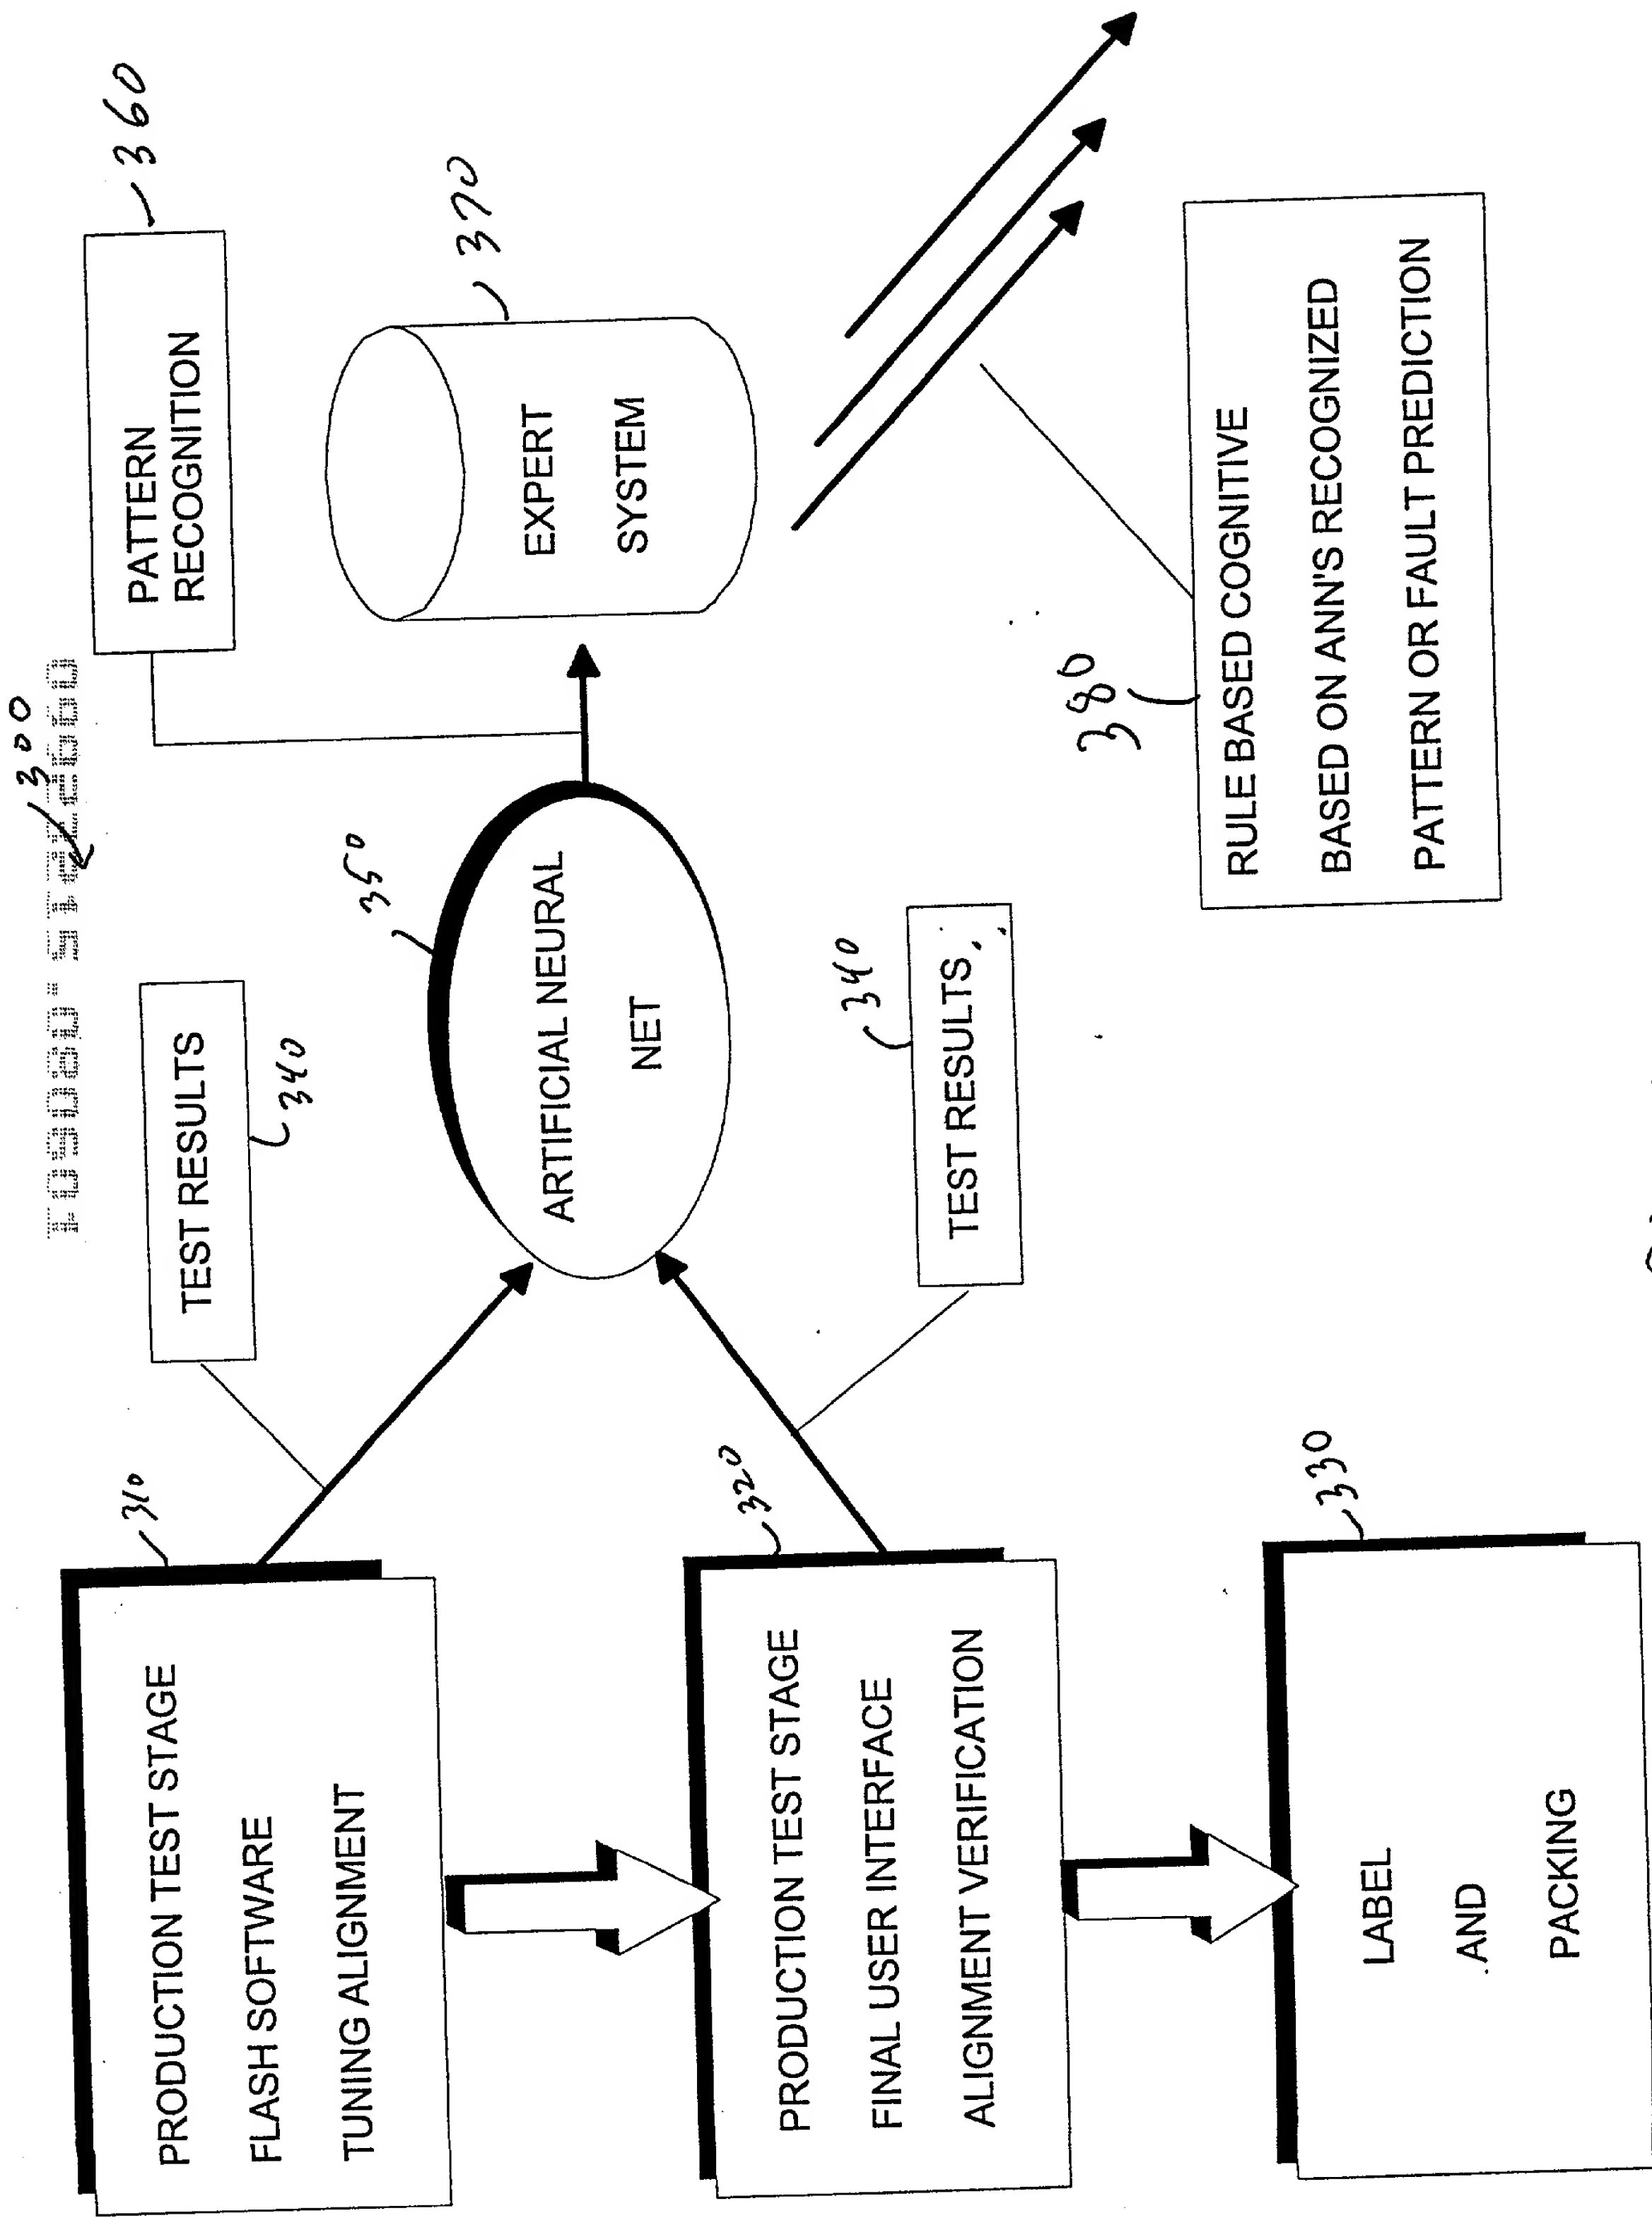 300
PRODUCTION TEST STAGE
FLASH SOFTWARE
TUNING ALIGNMENT
310
TEST RESULTS
340
PATTERN
RECOGNITION
360
ARTIFICIAL NEURAL
NET
350
EXPERT
SYSTEM
370
PRODUCTION TEST STAGE
FINAL USER INTERFACE
ALIGNMENT VERIFICATION
320
TEST RESULTS
340
RULE BASED COGNITIVE
BASED ON ANN'S RECOGNIZED
PATTERN OR FAULT PREDICTION
380
LABEL
AND
PACKING
330